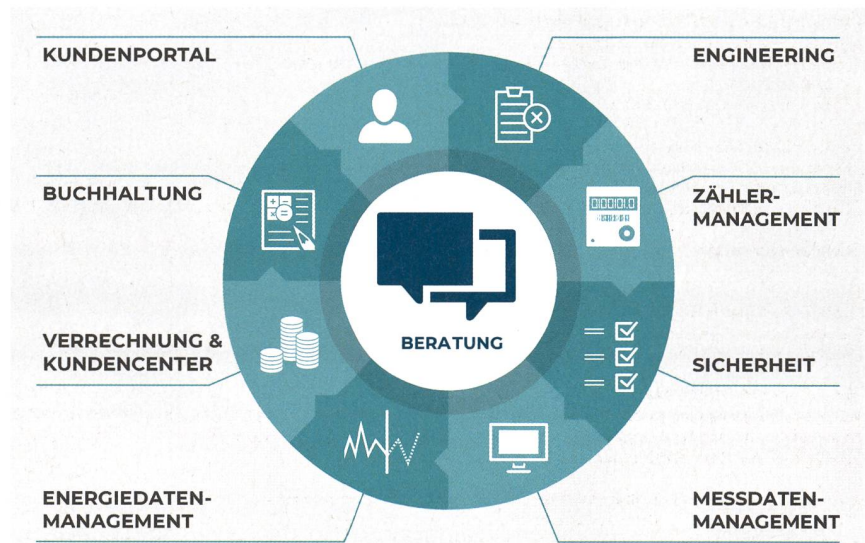 KUNDENPORTAL
ENGINEERING
BUCHHALTUNG
ZÄHLER-
MANAGEMENT
BERATUNG
VERRECHNUNG &
KUNDENCENTER
SICHERHEIT
ENERGIEDATEN-
MANAGEMENT
MESSDATEN-
MANAGEMENT